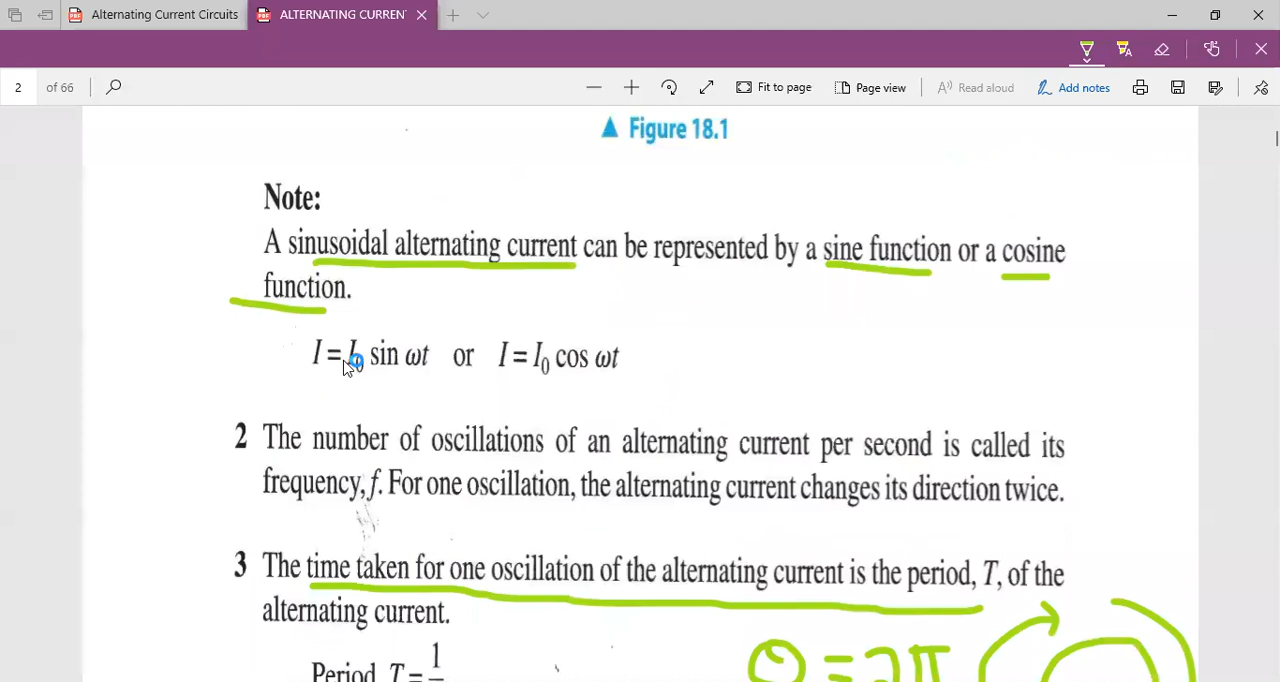 Alternating Current Circuits
ALTERNATING CURRENT
2 of 66
Fit to page
Page view
Read aloud
Add notes
▲ Figure 18.1
Note:
A sinusoidal alternating current can be represented by a sine function or a cosine
function.
I = I₀ sin ωt or I = I₀ cos ωt
2 The number of oscillations of an alternating current per second is called its
frequency, f. For one oscillation, the alternating current changes its direction twice.
3 The time taken for one oscillation of the alternating current is the period, T, of the
alternating current.
θ = 2π
Period, T = 1